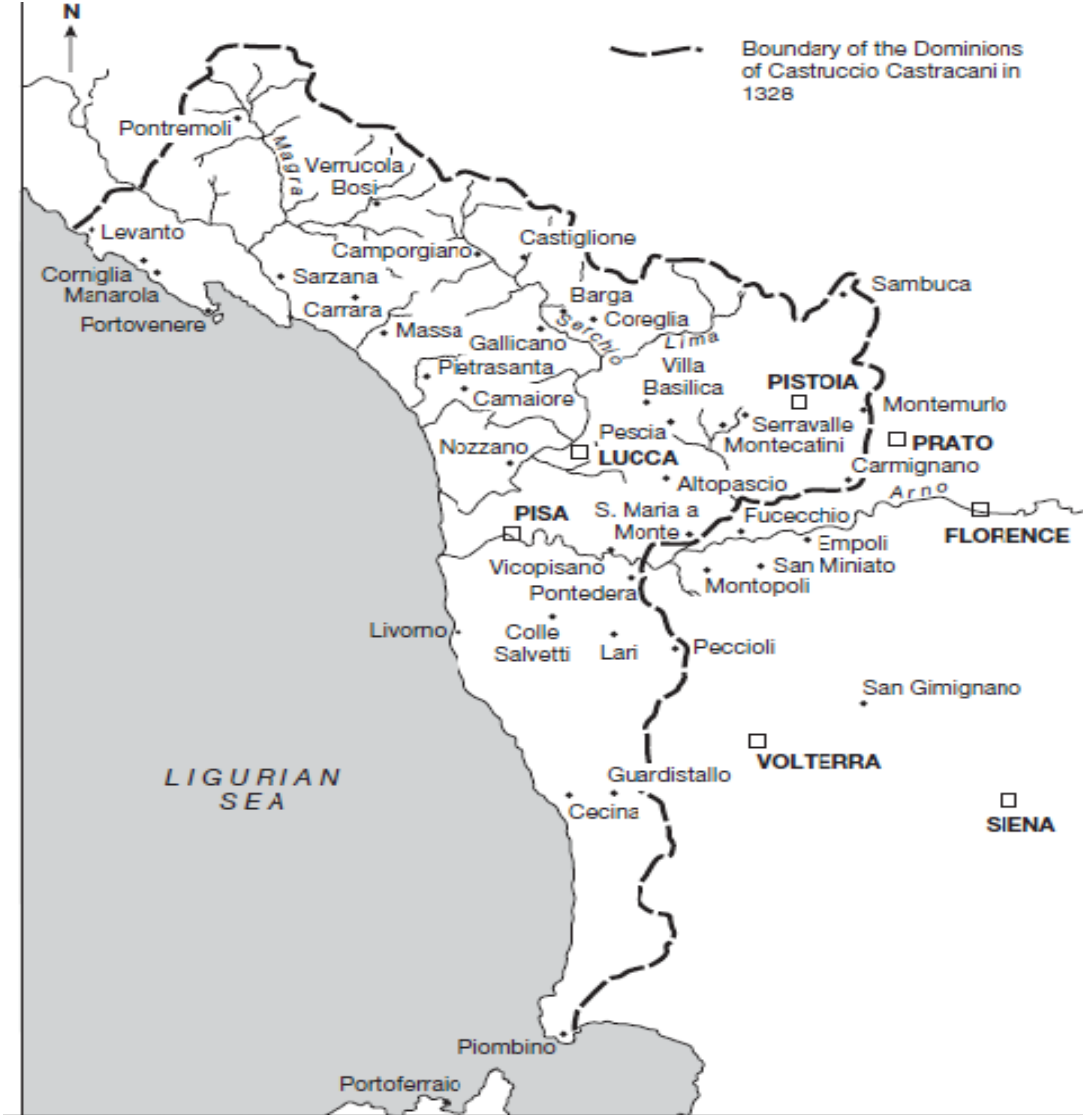 N
Boundary of the Dominions
of Castruccio Castracani in
1328
Pontremoli
Magra
Verrucola
Bosi
Levanto
Camporgiano
Castiglione
Corniglia
Manarola
Sarzana
Sambuca
Portovenere
Carrara
Barga
Massa
Serchio
Coreglia
Gallicano
Lima
Pietrasanta
Villa
Basilica
PISTOIA
Camaiore
Montemurlo
Serravalle
Pescia
Montecatini
PRATO
Nozzano
LUCCA
Carmignano
Altopascio
Arno
PISA
S. Maria a
Monte
Fucecchio
FLORENCE
Empoli
Vicopisano
San Miniato
Pontedera
Montopoli
Livorno
Colle
Salvetti
Lari
Peccioli
San Gimignano
LIGURIAN
SEA
VOLTERRA
Guardistallo
Cecina
SIENA
Piombino
Portoferraio